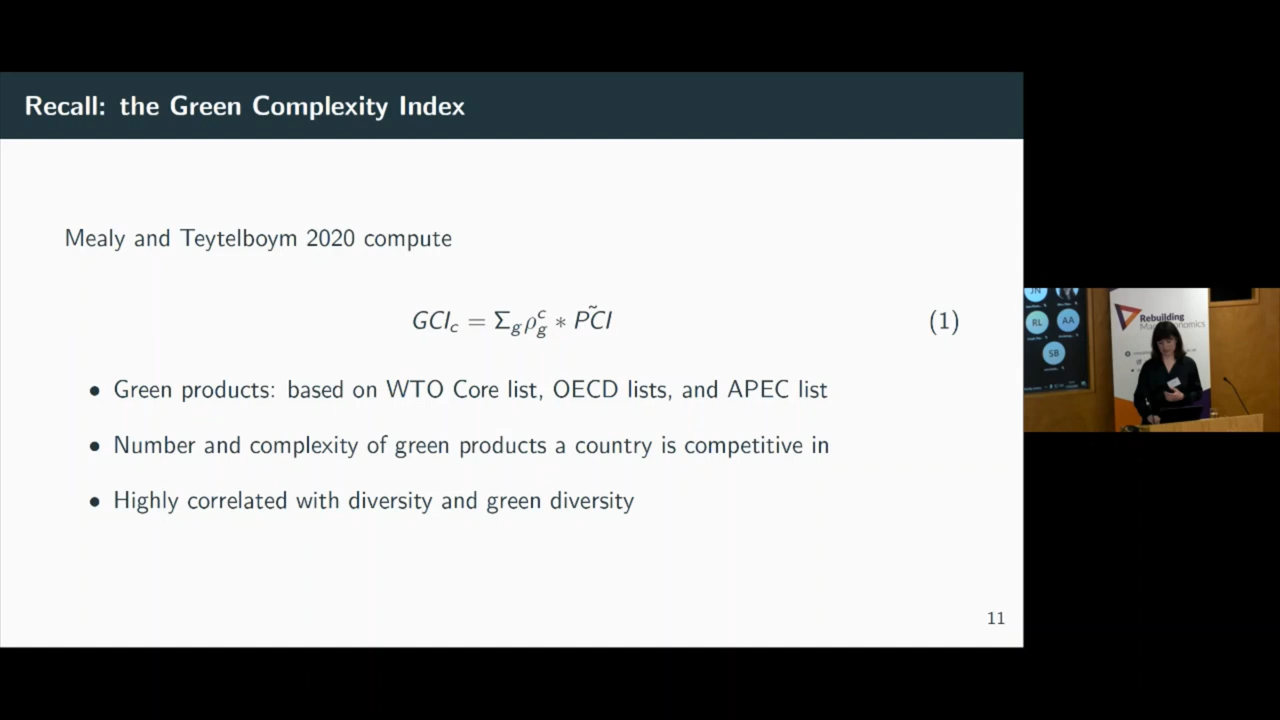 Recall: the Green Complexity Index
Mealy and Teytelboym 2020 compute
GCI_c = Σ_g ρ_g^c * P̃CI (1)
• Green products: based on WTO Core list, OECD lists, and APEC list
• Number and complexity of green products a country is competitive in
• Highly correlated with diversity and green diversity
11
JN
RL
AA
SB
Rebuilding